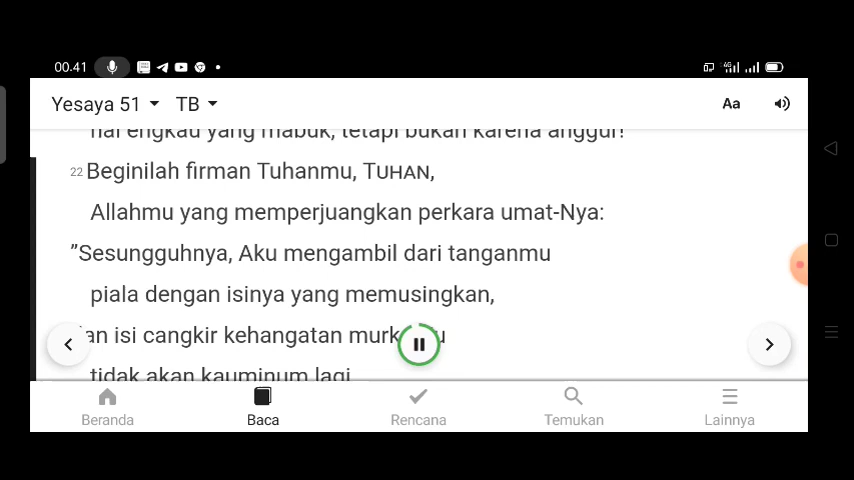 00.41
Yesaya 51 TB Aa
hai engkau yang mabuk, tetapi bukan karena anggur!
22 Beginilah firman Tuhanmu, TUHAN,
Allahmu yang memperjuangkan perkara umat-Nya:
"Sesungguhnya, Aku mengambil dari tanganmu
piala dengan isinya yang memusingkan,
isi cangkir kehangatan
tidak akan kauminum lagi
Beranda Baca Rencana Temukan Lainnya